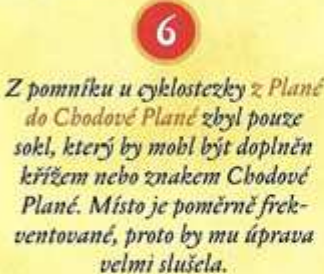 6
Z pomníku u cyklostezky z Plané
do Chodové Plané zbyl pouze
sokl, který by mohl být doplněn
křížem nebo znakem Chodové
Plané. Místo je poměrně frek-
ventované, proto by mu úprava
velmi slušela.